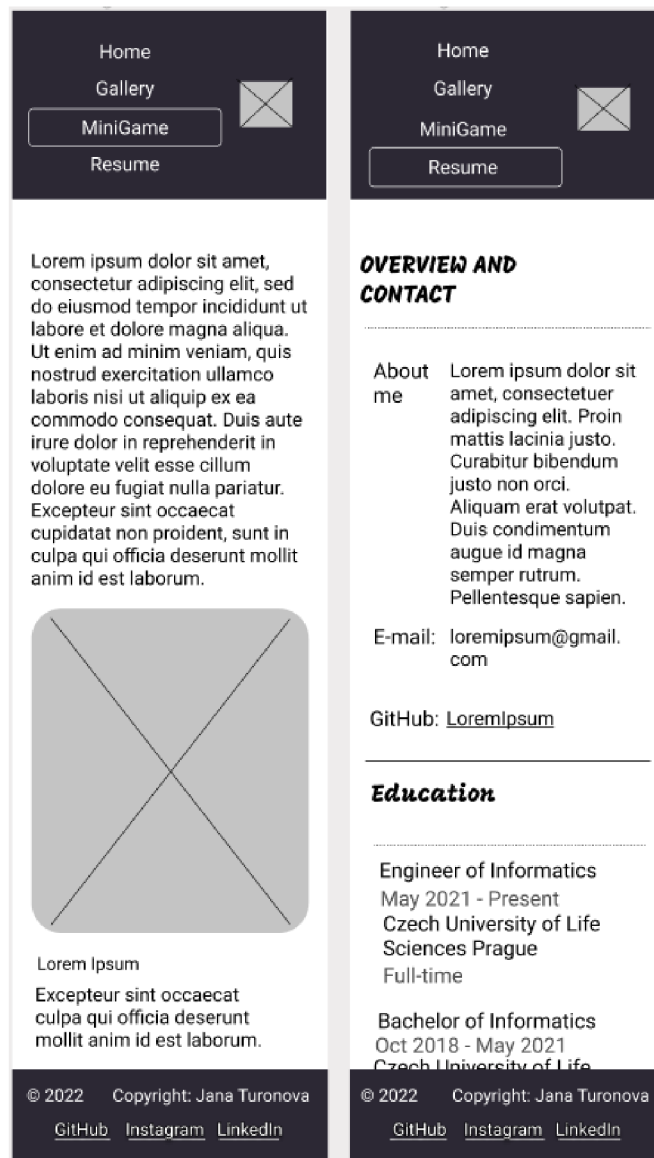 Home
Gallery
MiniGame
Resume
Lorem ipsum dolor sit amet,
consectetur adipiscing elit, sed
do eiusmod tempor incididunt ut
labore et dolore magna aliqua.
Ut enim ad minim veniam, quis
nostrud exercitation ullamco
laboris nisi ut aliquip ex ea
commodo consequat. Duis aute
irure dolor in reprehenderit in
voluptate velit esse cillum
dolore eu fugiat nulla pariatur.
Excepteur sint occaecat
cupidatat non proident, sunt in
culpa qui officia deserunt mollit
anim id est laborum.
Lorem Ipsum
Excepteur sint occaecat
culpa qui officia deserunt
mollit anim id est laborum.
© 2022 Copyright: Jana Turonova
GitHub Instagram LinkedIn
Home
Gallery
MiniGame
Resume
OVERVIEW AND
CONTACT
About
me
Lorem ipsum dolor sit
amet, consectetuer
adipiscing elit. Proin
mattis lacinia justo.
Curabitur bibendum
justo non orci.
Aliquam erat volutpat.
Duis condimentum
augue id magna
semper rutrum.
Pellentesque sapien.
E-mail: loremipsum@gmail.
com
GitHub: LoremIpsum
Education
Engineer of Informatics
May 2021 - Present
Czech University of Life
Sciences Prague
Full-time
Bachelor of Informatics
Oct 2018 - May 2021
Czech University of Life
© 2022 Copyright: Jana Turonova
GitHub Instagram LinkedIn